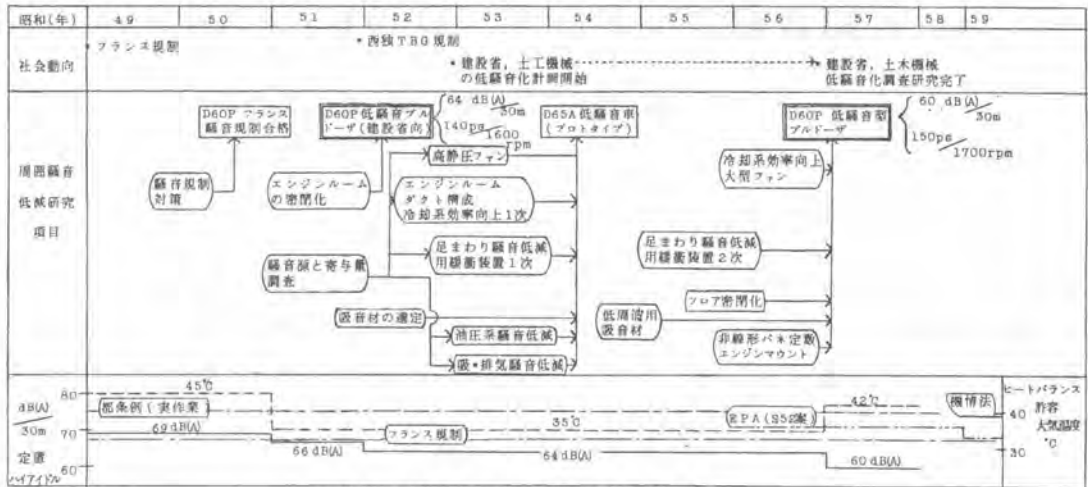 昭和(年) 49 50 51 52 53 54 55 56 57 58 59
社会動向
* フランス規制
* 西独TBG規制
* 建設省,土工機械
の低騒音化計画開始
建設省,土木機械
低騒音化調査研究完了
周囲騒音
低減研究
項目
D60P フランス
騒音規制合格
D60P 低騒音ブル
ドーザ(建設省向)
64 dB(A)/30m
140ps/1600rpm
D65A低騒音車
(プロトタイプ)
D60P 低騒音型
ブルドーザ
60 dB(A)/30m
150ps/1700rpm
騒音規制
対策
エンジンルーム
の密閉化
高静圧ファン
エンジンルーム
ダクト構成
冷却系効率向上1次
冷却系効率向上
大型ファン
騒音源と寄与量
調査
足まわり騒音低減
用緩衝装置1次
足まわり騒音低減
用緩衝装置2次
吸音材の選定
フロア密閉化
低周波用
吸音材
油圧系騒音低減
非線形バネ定数
エンジンマウント
吸・排気騒音低減
dB(A)/30m
定置
ハイアイドル
80
70
60
45℃
都条例(実作業)
69dB(A)
66dB(A)
フランス規制
35℃
64dB(A)
EPA(S52案)
42℃
60dB(A)
機情法
ヒートバランス
許容
大気温度
℃
40
30